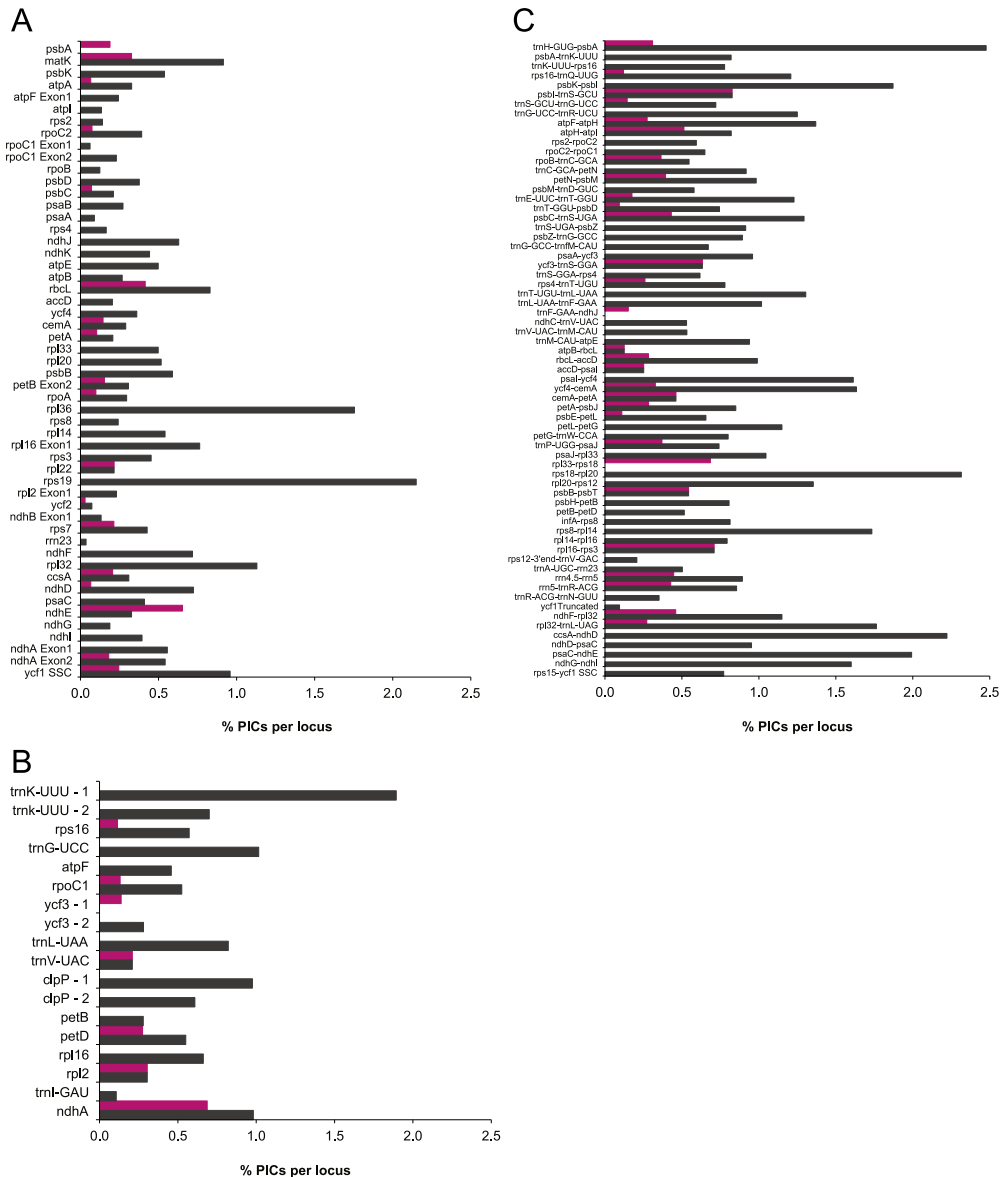 A
psbA
matK
psbK
atpA
atpF Exon1
atpI
rps2
rpoC2
rpoC1 Exon1
rpoC1 Exon2
rpoB
psbD
psbC
psaB
psaA
rps4
ndhJ
ndhK
atpE
atpB
rbcL
accD
ycf4
cemA
petA
rpl33
rpl20
psbB
petB Exon2
rpoA
rpl36
rps8
rpl14
rpl16 Exon1
rps3
rpl22
rps19
rpl2 Exon1
ycf2
ndhB Exon1
rps7
rrn23
ndhF
rpl32
ccsA
ndhD
psaC
ndhE
ndhG
ndhI
ndhA Exon1
ndhA Exon2
ycf1 SSC
0.0 0.5 1.0 1.5 2.0 2.5
% PICs per locus
B
trnK-UUU - 1
trnk-UUU - 2
rps16
trnG-UCC
atpF
rpoC1
ycf3 - 1
ycf3 - 2
trnL-UAA
trnV-UAC
clpP - 1
clpP - 2
petB
petD
rpl16
rpl2
trnI-GAU
ndhA
0.0 0.5 1.0 1.5 2.0 2.5
% PICs per locus
C
trnH-GUG-psbA
psbA-trnK-UUU
trnK-UUU-rps16
rps16-trnQ-UUG
psbK-psbI
psbI-trnS-GCU
trnS-GCU-trnG-UCC
trnG-UCC-trnR-UCU
atpF-atpH
atpH-atpI
rps2-rpoC2
rpoC2-rpoC1
rpoB-trnC-GCA
trnC-GCA-petN
petN-psbM
psbM-trnD-GUC
trnE-UUC-trnT-GGU
trnT-GGU-psbD
psbC-trnS-UGA
trnS-UGA-psbZ
psbZ-trnG-GCC
trnG-GCC-trnfM-CAU
psaA-ycf3
ycf3-trnS-GGA
trnS-GGA-rps4
rps4-trnT-UGU
trnT-UGU-trnL-UAA
trnL-UAA-trnF-GAA
trnF-GAA-ndhJ
ndhC-trnV-UAC
trnV-UAC-trnM-CAU
trnM-CAU-atpE
atpB-rbcL
rbcL-accD
accD-psaI
psaI-ycf4
ycf4-cemA
cemA-petA
petA-psbJ
psbE-petL
petL-petG
petG-trnW-CCA
trnP-UGG-psaJ
psaJ-rpl33
rpl33-rps18
rps18-rpl20
rpl20-rps12
psbB-psbT
psbH-petB
petB-petD
infA-rps8
rps8-rpl14
rpl14-rpl16
rpl16-rps3
rps12-3'end-trnV-GAC
trnA-UGC-rrn23
rrn4.5-rrn5
rrn5-trnR-ACG
trnR-ACG-trnN-GUU
ycf1Truncated
ndhF-rpl32
rpl32-trnL-UAG
ccsA-ndhD
ndhD-psaC
psaC-ndhE
ndhG-ndhI
rps15-ycf1 SSC
0.0 0.5 1.0 1.5 2.0 2.5
% PICs per locus